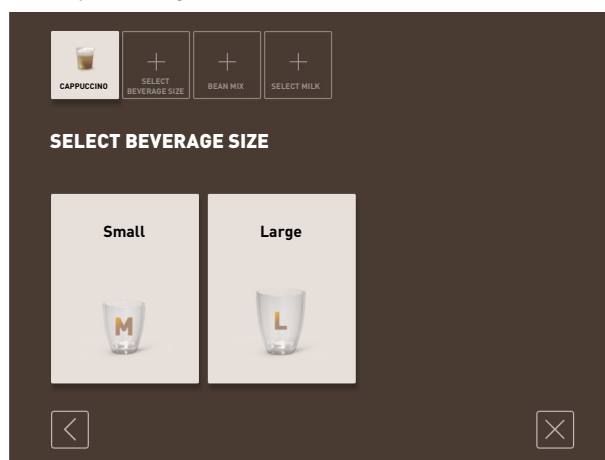 CAPPUCCINO
SELECT
BEVERAGE SIZE
BEAN MIX
SELECT MILK
SELECT BEVERAGE SIZE
Small
Large
M
L